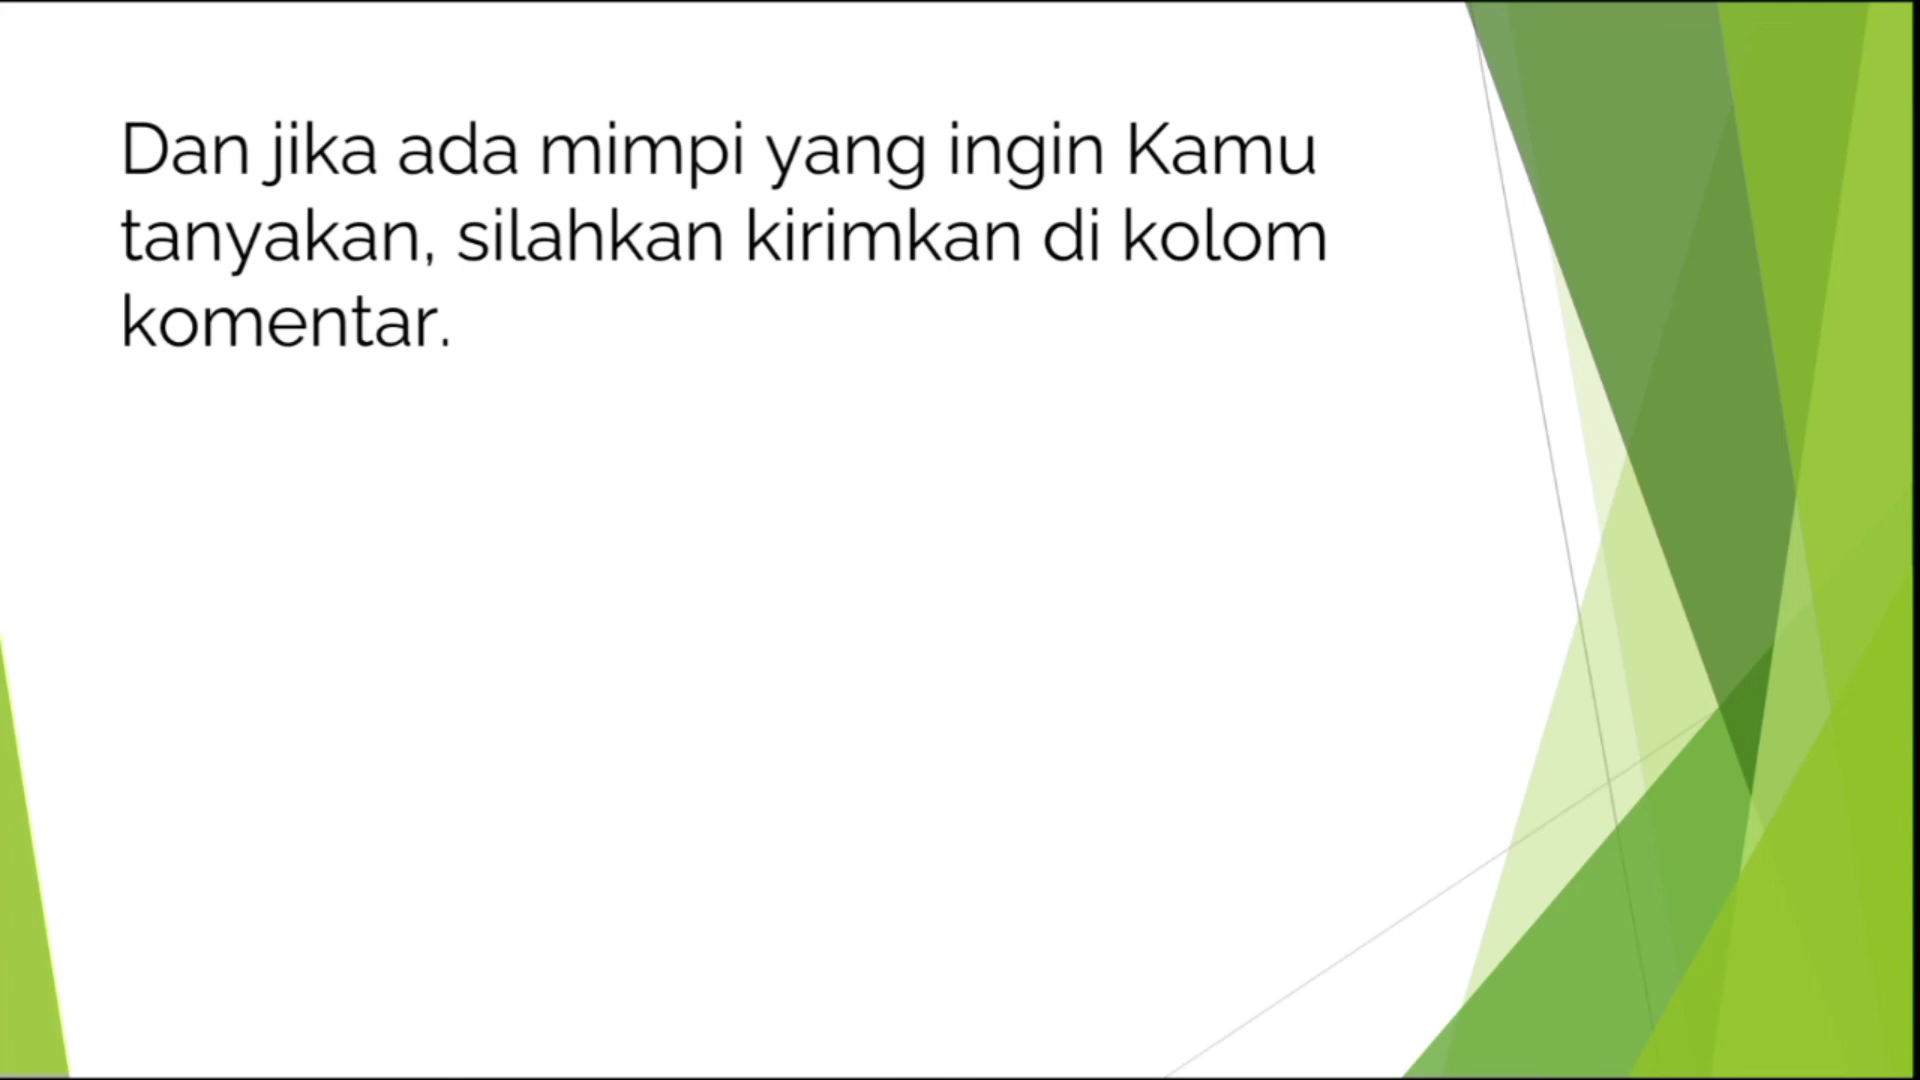 Dan jika ada mimpi yang ingin Kamu
tanyakan, silahkan kirimkan di kolom
komentar.